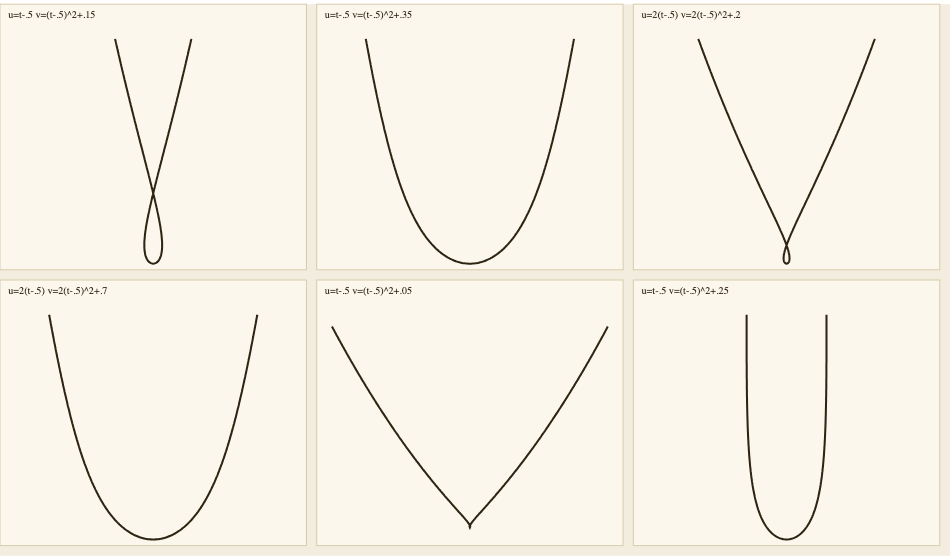 u=t-.5 v=(t-.5)^2+.15
u=t-.5 v=(t-.5)^2+.35
u=2(t-.5) v=2(t-.5)^2+.2
u=2(t-.5) v=2(t-.5)^2+.7
u=t-.5 v=(t-.5)^2+.05
u=t-.5 v=(t-.5)^2+.25